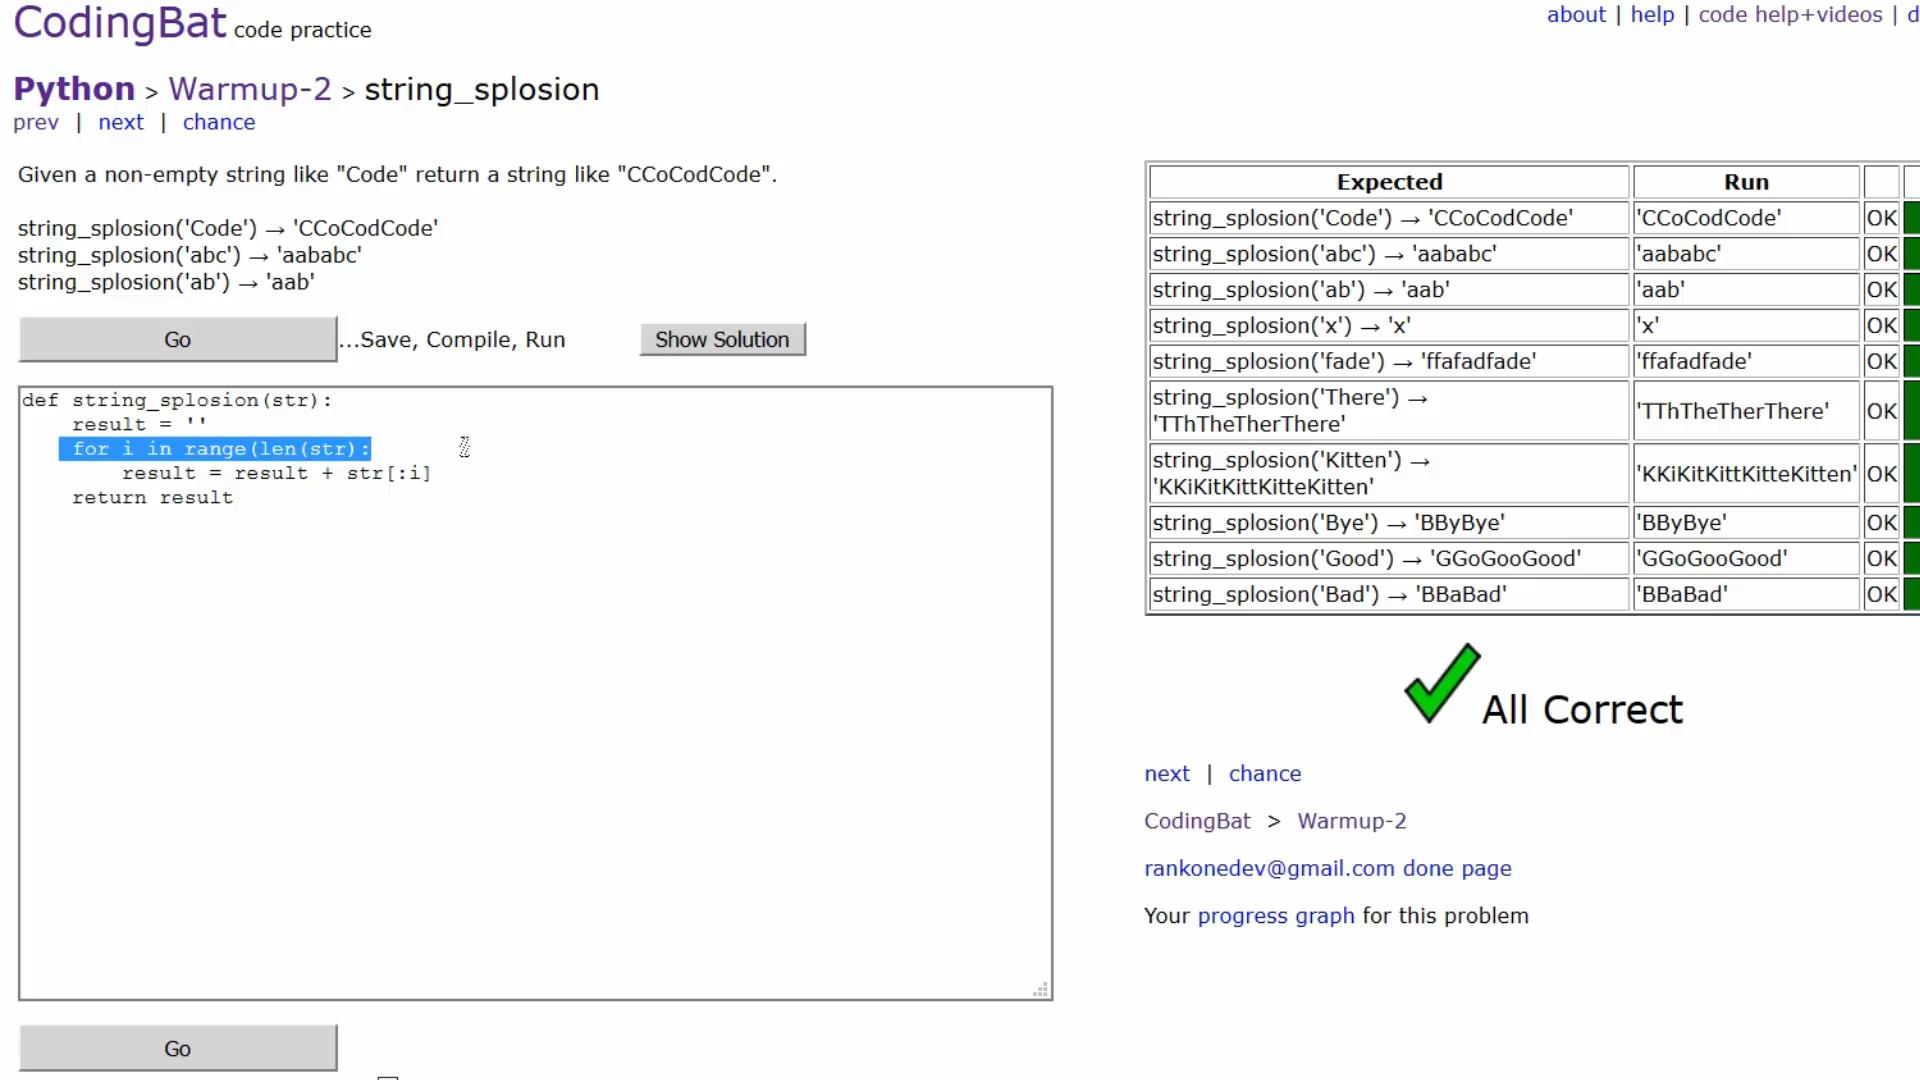 CodingBat code practice
about | help | code help+videos |
Python > Warmup-2 > string_splosion
prev | next | chance
Given a non-empty string like "Code" return a string like "CCoCodCode".
string_splosion('Code') → 'CCoCodCode'
string_splosion('abc') → 'aababc'
string_splosion('ab') → 'aab'
Go ...Save, Compile, Run Show Solution
def string_splosion(str):
result = ''
for i in range(len(str):
result = result + str[:i]
return result
Go
Expected Run
string_splosion('Code') → 'CCoCodCode' 'CCoCodCode' OK
string_splosion('abc') → 'aababc' 'aababc' OK
string_splosion('ab') → 'aab' 'aab' OK
string_splosion('x') → 'x' 'x' OK
string_splosion('fade') → 'ffafadfade' 'ffafadfade' OK
string_splosion('There') →
'TThTheTherThere' 'TThTheTherThere' OK
string_splosion('Kitten') →
'KKiKitKittKitteKitten' 'KKiKitKittKitteKitten' OK
string_splosion('Bye') → 'BByBye' 'BByBye' OK
string_splosion('Good') → 'GGoGooGood' 'GGoGooGood' OK
string_splosion('Bad') → 'BBaBad' 'BBaBad' OK
All Correct
next | chance
CodingBat > Warmup-2
rankonedev@gmail.com done page
Your progress graph for this problem